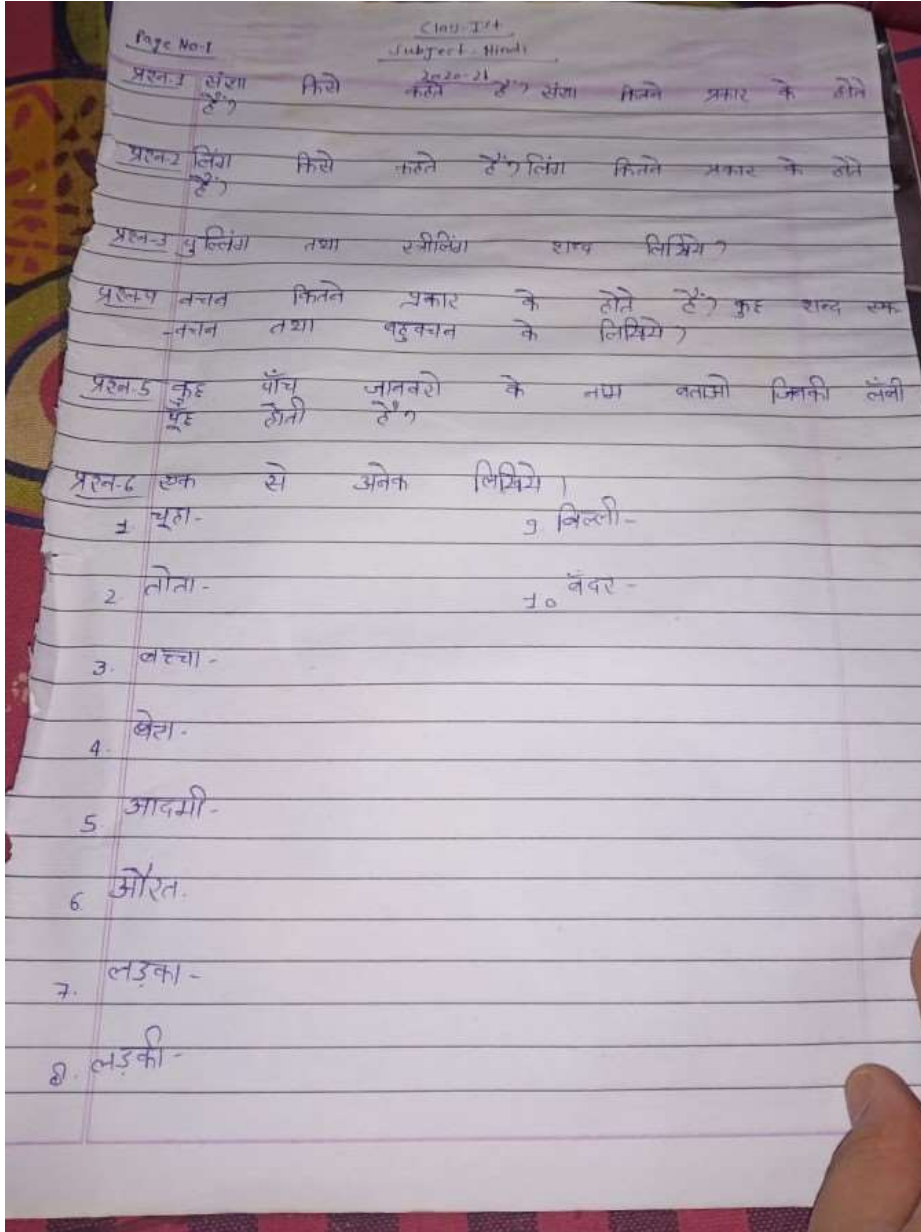 Class-Ist
Page No-1
Subject-Hindi
2020-21
प्रश्न-1 संज्ञा किसे कहते हैं? संज्ञा कितने प्रकार के होते
हैं?
प्रश्न-2 लिंग किसे कहते हैं? लिंग कितने प्रकार के होते
हैं?
प्रश्न-3 पुल्लिंग तथा स्त्रीलिंग शब्द लिखिये?
प्रश्न-4 वचन कितने प्रकार के होते हैं? कुह शब्द एक
-वचन तथा बहुवचन के लिखिये?
प्रश्न-5 कुह पाँच जानवरो के नाम बताओ जिनकी लँबी
पूँह होती हैं?
प्रश्न-6 एक से अनेक लिखिये।
1 चूहा- 9. बिल्ली-
2. तोता- 10 बँदर-
3. बच्चा-
4. बेटा-
5. आदमी-
6. औरत.
7. लड़का-
8. लड़की-